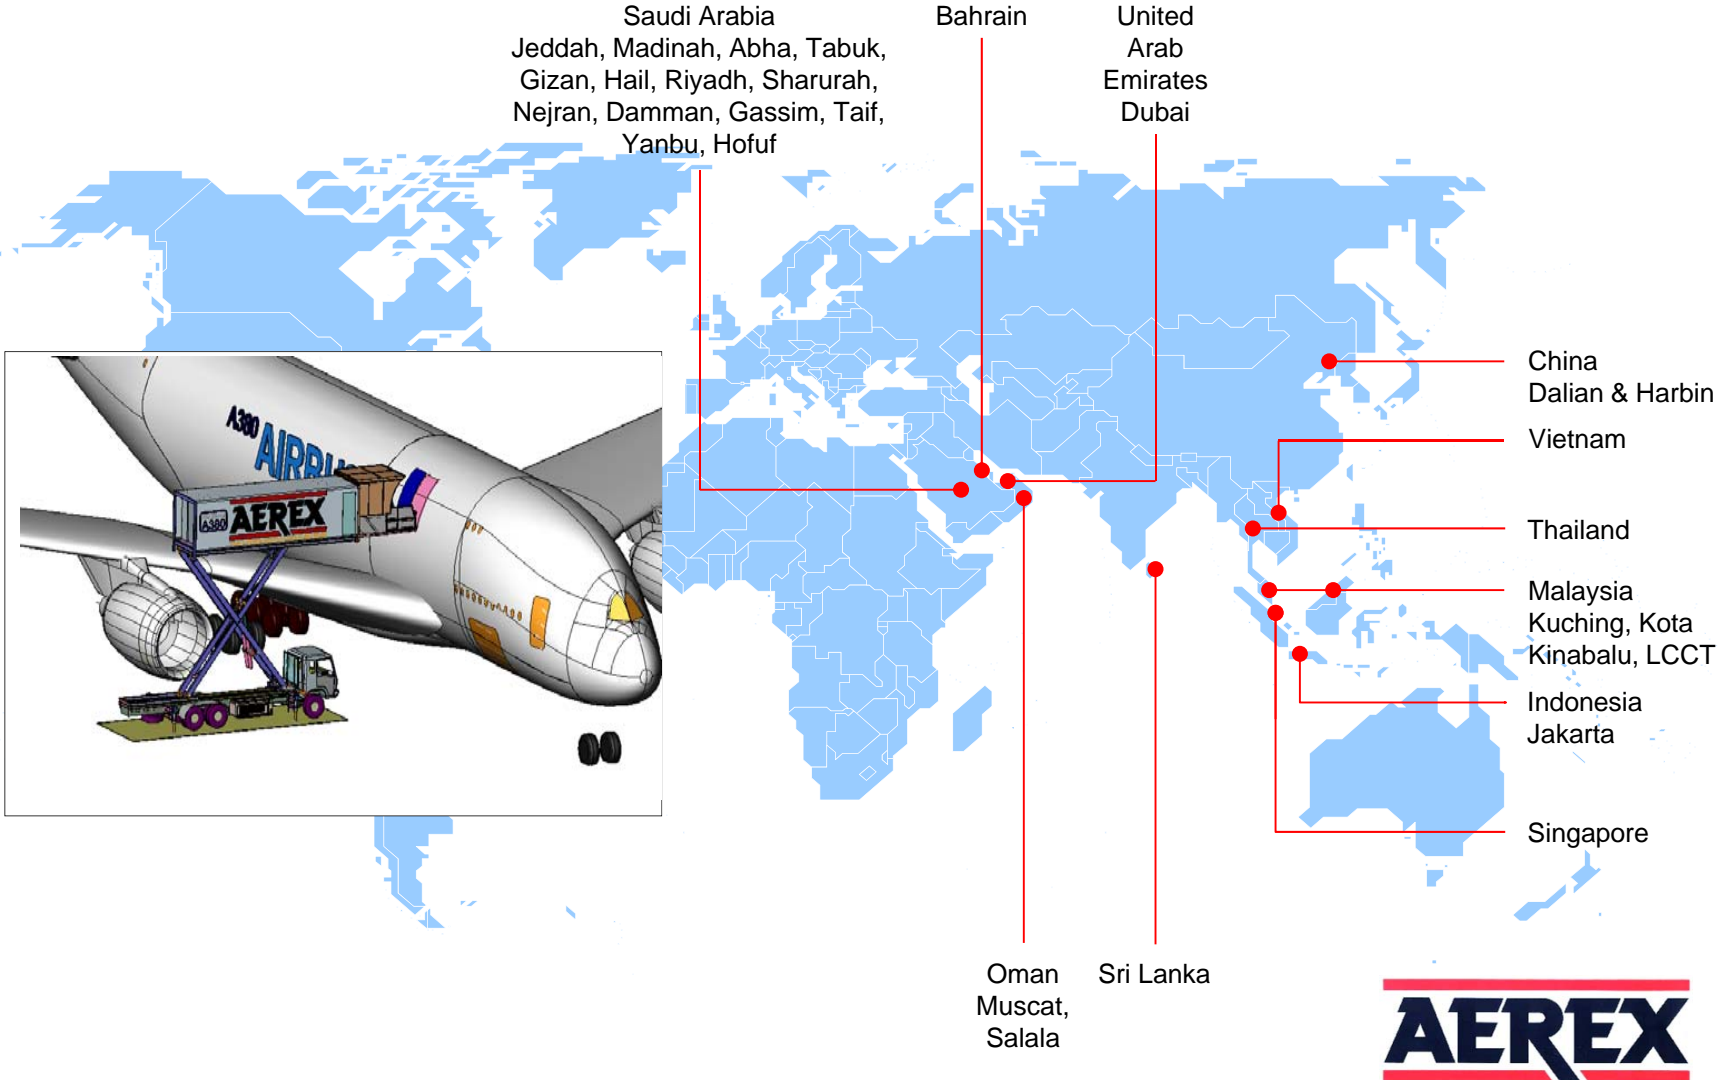 Saudi Arabia
Jeddah, Madinah, Abha, Tabuk,
Gizan, Hail, Riyadh, Sharurah,
Nejran, Damman, Gassim, Taif,
Yanbu, Hofuf
Bahrain
United
Arab
Emirates
Dubai
China
Dalian & Harbin
Vietnam
Thailand
Malaysia
Kuching, Kota
Kinabalu, LCCT
Indonesia
Jakarta
Singapore
Oman
Muscat,
Salala
Sri Lanka
A380
A380
AEREX
AEREX